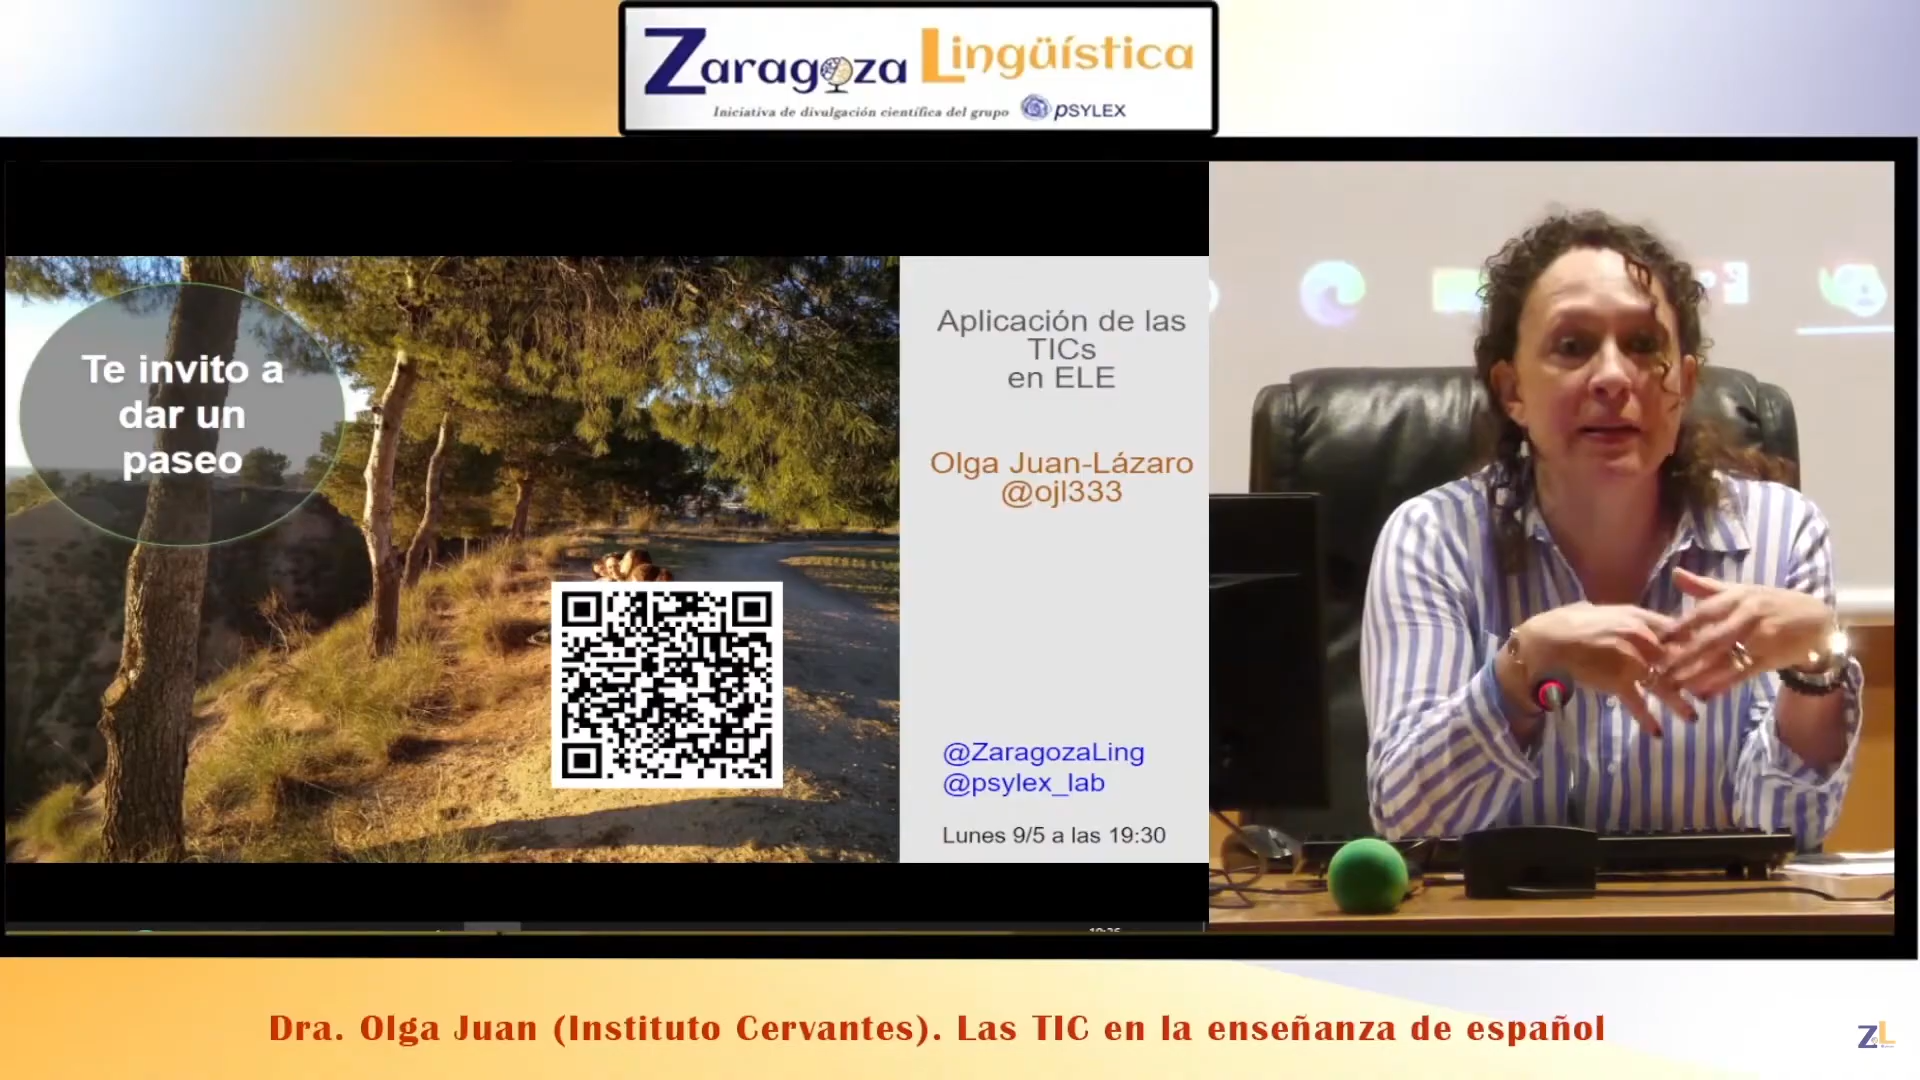 Zaragoza Lingüística
Iniciativa de divulgación científica del grupo PSYLEX
Te invito a
dar un
paseo
Aplicación de las
TICs
en ELE
Olga Juan-Lázaro
@ojl333
@ZaragozaLing
@psylex_lab
Lunes 9/5 a las 19:30
Dra. Olga Juan (Instituto Cervantes). Las TIC en la enseñanza de español
ZL